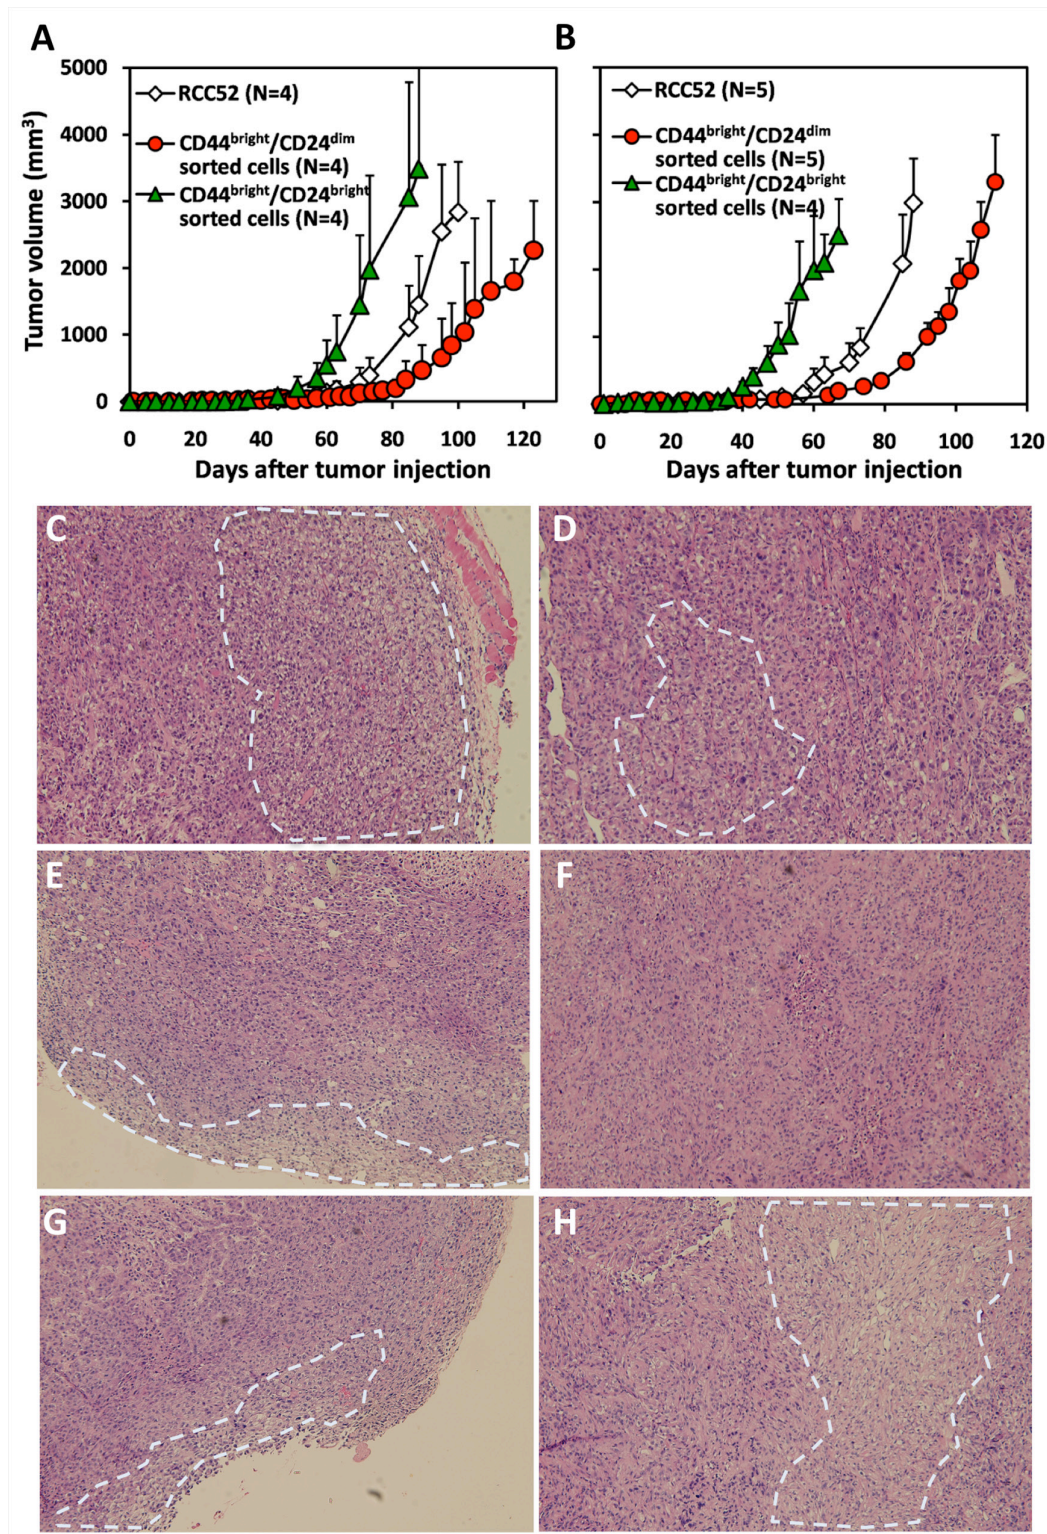 A
B
5000
4000
3000
2000
1000
0
Tumor volume (mm³)
RCC52 (N=4)
CD44bright/CD24dim
sorted cells (N=4)
CD44bright/CD24bright
sorted cells (N=4)
0 20 40 60 80 100 120
Days after tumor injection
RCC52 (N=5)
CD44bright/CD24dim
sorted cells (N=5)
CD44bright/CD24bright
sorted cells (N=4)
0 20 40 60 80 100 120
Days after tumor injection
C
D
E
F
G
H